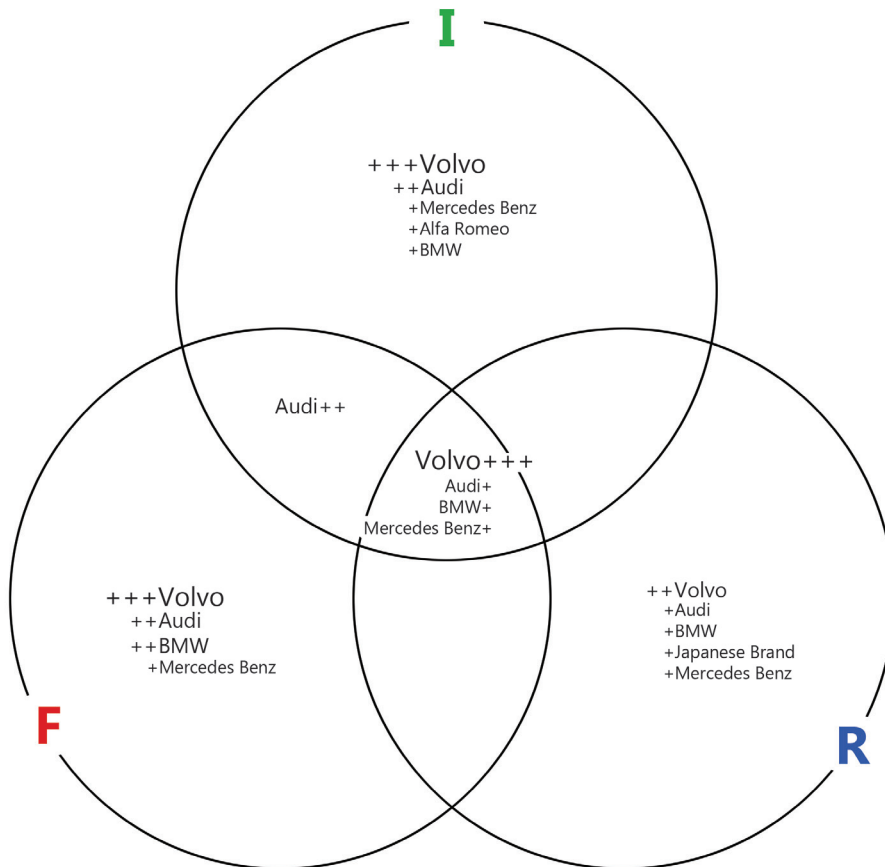 I
+++Volvo
++Audi
+Mercedes Benz
+Alfa Romeo
+BMW
Audi++
Volvo+++
Audi+
BMW+
Mercedes Benz+
+++Volvo
++Audi
++BMW
+Mercedes Benz
++Volvo
+Audi
+BMW
+Japanese Brand
+Mercedes Benz
F
R